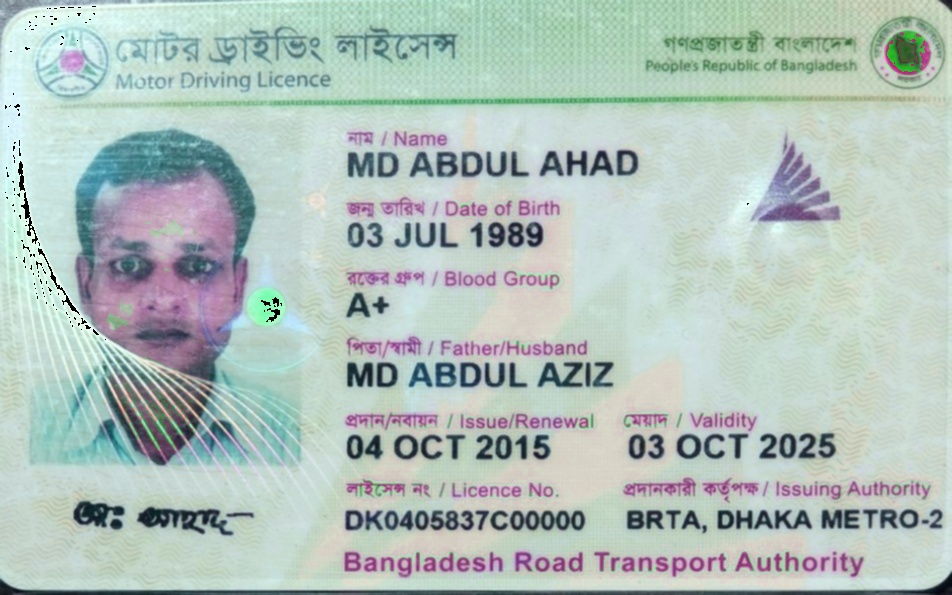 মোটর ড্রাইভিং লাইসেন্স
Motor Driving Licence
গণপ্রজাতন্ত্রী বাংলাদেশ
People's Republic of Bangladesh
নাম / Name
MD ABDUL AHAD
জন্ম তারিখ / Date of Birth
03 JUL 1989
রক্তের গ্রুপ / Blood Group
A+
পিতা/স্বামী / Father/Husband
MD ABDUL AZIZ
প্রদান/নবায়ন / Issue/Renewal
04 OCT 2015
মেয়াদ / Validity
03 OCT 2025
লাইসেন্স নং / Licence No.
DK0405837C00000
প্রদানকারী কর্তৃপক্ষ / Issuing Authority
BRTA, DHAKA METRO-2
মোঃ আহাদ
Bangladesh Road Transport Authority